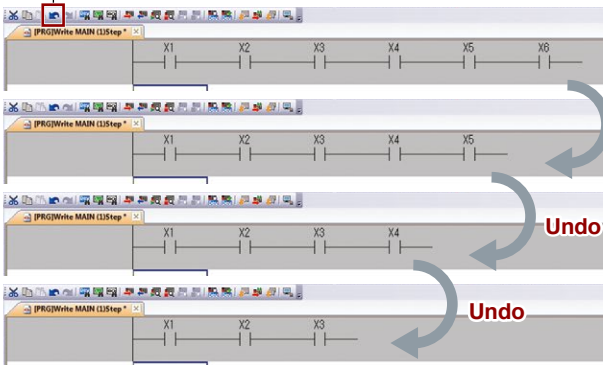 [PRG]Write MAIN (1)Step *
X1 X2 X3 X4 X5 X6
[PRG]Write MAIN (1)Step *
X1 X2 X3 X4 X5
[PRG]Write MAIN (1)Step *
X1 X2 X3 X4
Undo
[PRG]Write MAIN (1)Step *
X1 X2 X3
Undo